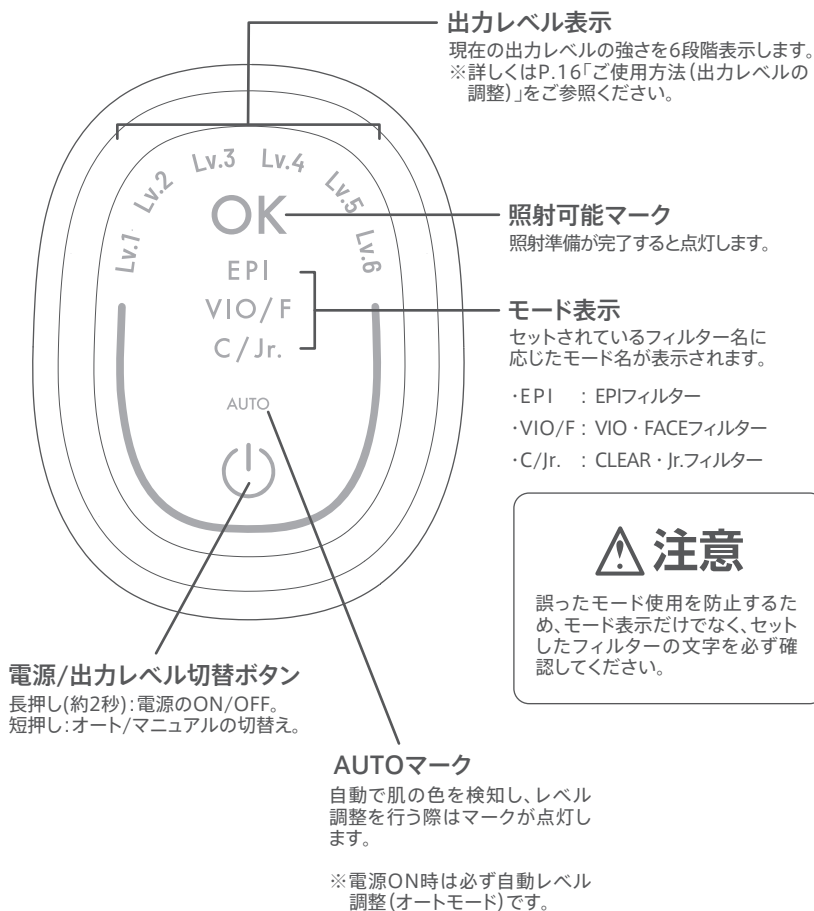 出力レベル表示
現在の出力レベルの強さを6段階表示します。
※詳しくはP.16「ご使用方法(出力レベルの
調整)」をご参照ください。
Lv.1
Lv.2
Lv.3
Lv.4
Lv.5
Lv.6
OK
照射可能マーク
照射準備が完了すると点灯します。
EPI
VIO/F
C/Jr.
モード表示
セットされているフィルター名に
応じたモード名が表示されます。
・EPI : EPIフィルター
・VIO/F : VIO・FACEフィルター
・C/Jr. : CLEAR・Jr.フィルター
AUTO
注意
誤ったモード使用を防止するた
め、モード表示だけでなく、セット
したフィルターの文字を必ず確
認してください。
電源/出力レベル切替ボタン
長押し(約2秒):電源のON/OFF。
短押し:オート/マニュアルの切替え。
AUTOマーク
自動で肌の色を検知し、レベル
調整を行う際はマークが点灯し
ます。
※電源ON時は必ず自動レベル
調整(オートモード)です。